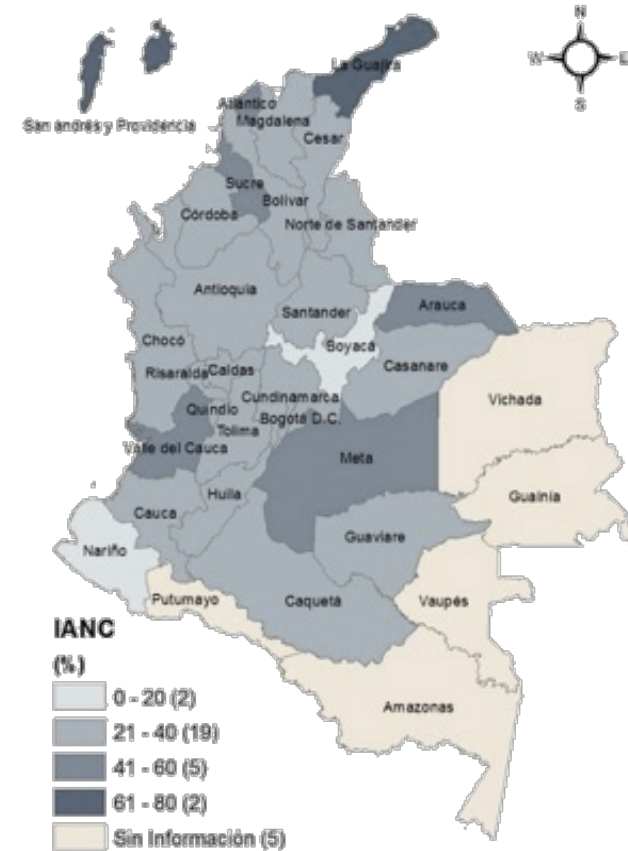 N
W E
S
La Guajira
Atlántico
San andrés y Providencia
Magdalena
Cesar
Sucre
Bolívar
Córdoba
Norte de Santander
Antioquia
Santander
Arauca
Chocó
Boyacá
Risaralda
Caldas
Casanare
Cundinamarca
Vichada
Quindio
Bogotá D.C.
Tolima
Valle del Cauca
Meta
Huila
Guainía
Cauca
Guaviare
Nariño
Putumayo
Caquetá
Vaupés
Amazonas
IANC
(%)
0 - 20 (2)
21 - 40 (19)
41 - 60 (5)
61 - 80 (2)
Sin Información (5)